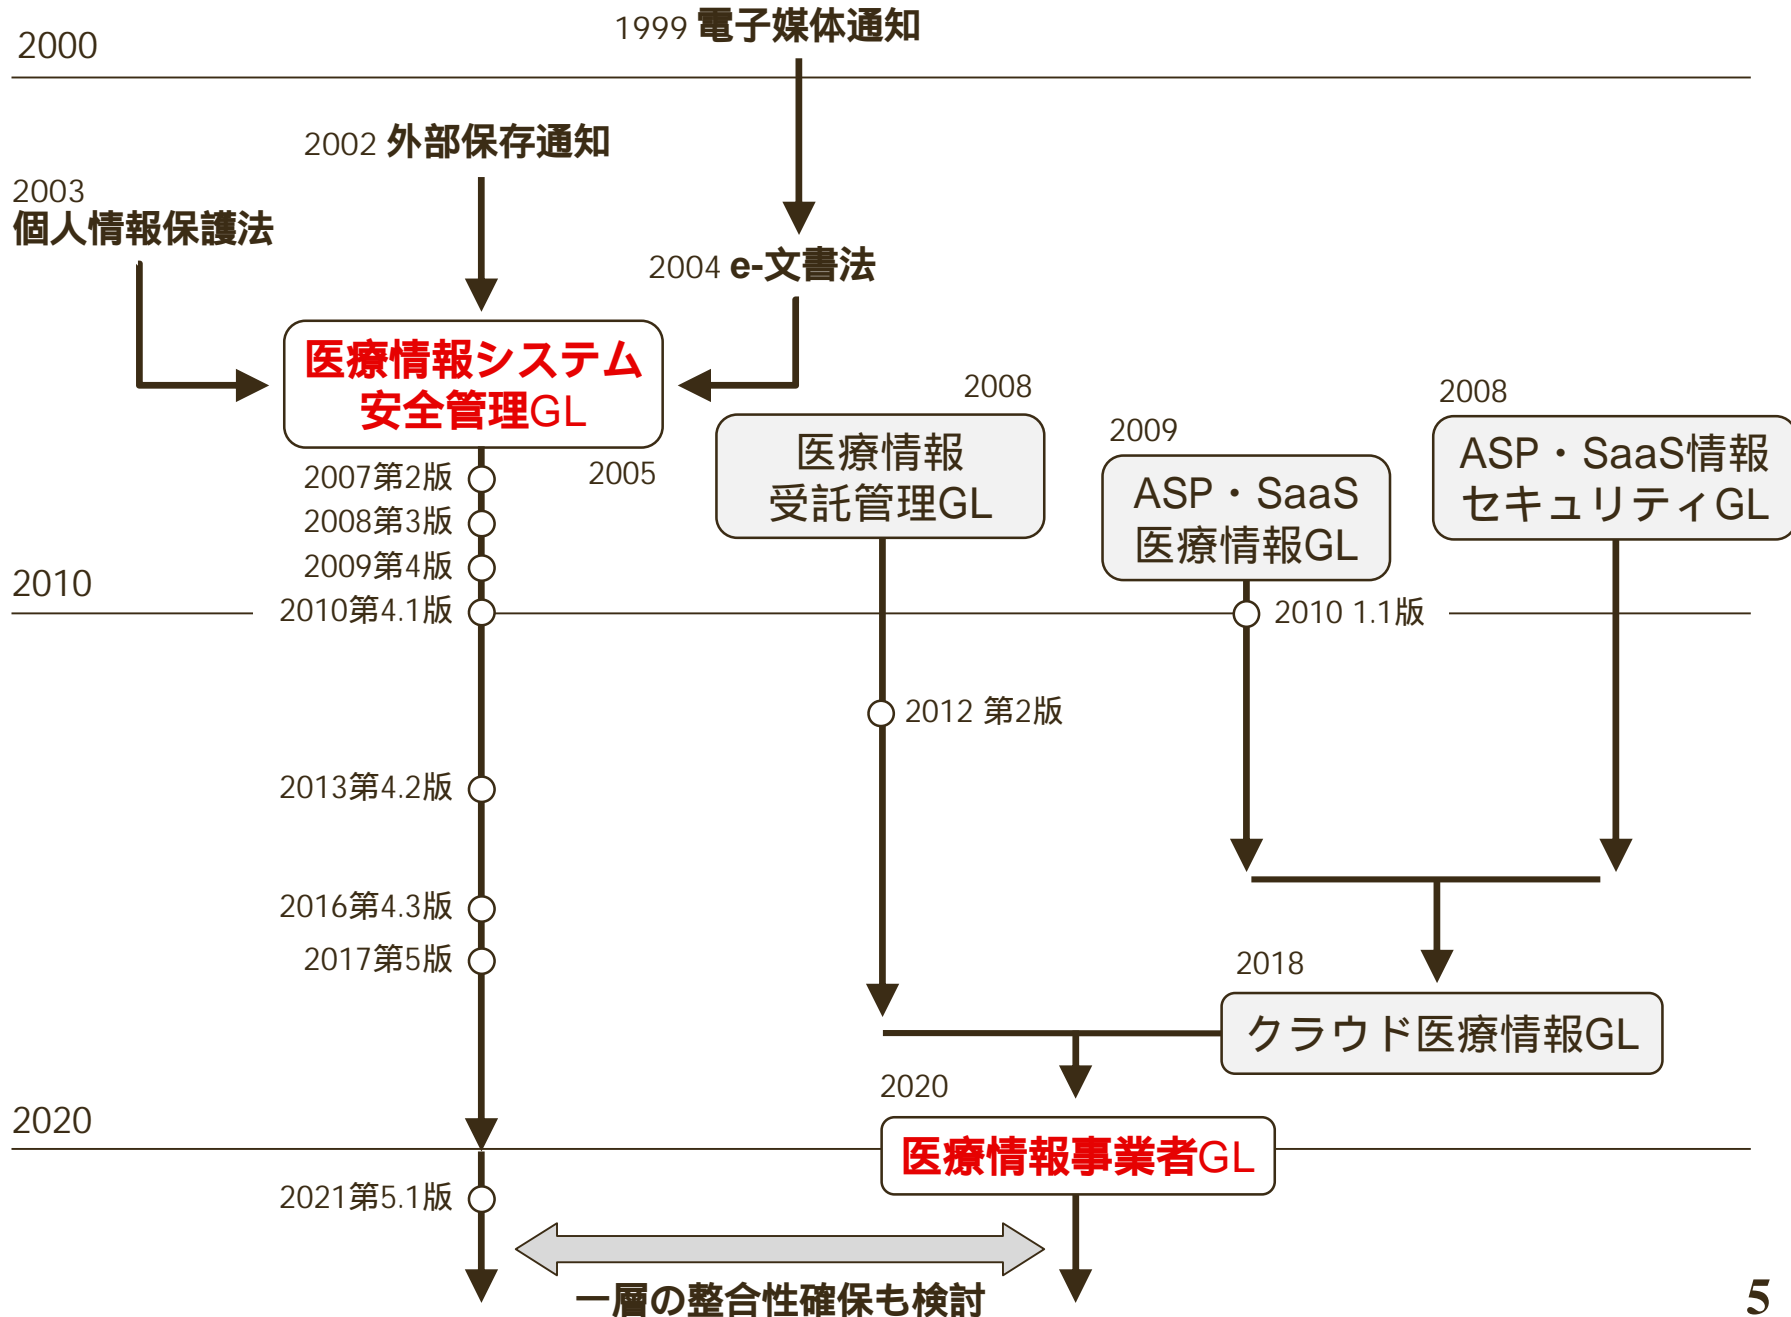 2000
1999 電子媒体通知
2002 外部保存通知
2003
個人情報保護法
2004 e-文書法
医療情報システム
安全管理GL
2005
2007第2版
2008第3版
2009第4版
2010第4.1版
2013第4.2版
2016第4.3版
2017第5版
2021第5.1版
2008
医療情報
受託管理GL
2009
ASP・SaaS
医療情報GL
2008
ASP・SaaS情報
セキュリティGL
2010
2010 1.1版
2012 第2版
2018
クラウド医療情報GL
2020
2020
医療情報事業者GL
一層の整合性確保も検討
5